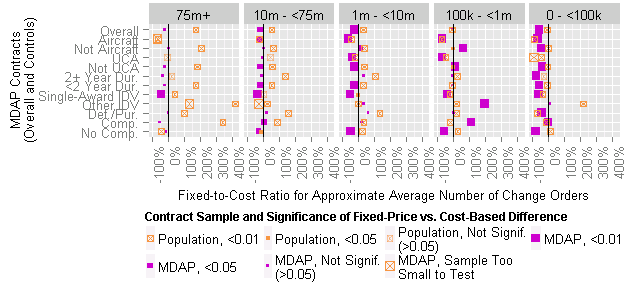 75m+
10m - <75m
1m - <10m
100k - <1m
0 - <100k
MDAP Contracts
(Overall and Controls)
Overall
Aircraft
Not Aircraft
UCA
Not UCA
2+ Year Dur.
<2 Year Dur.
Single-Award IDV
Other IDV
Def./Pur.
Comp.
No Comp.
-100% 0% 100% 200% 300% 400%
-100% 0% 100% 200% 300% 400%
-100% 0% 100% 200% 300% 400%
-100% 0% 100% 200% 300% 400%
-100% 0% 100% 200% 300% 400%
Fixed-to-Cost Ratio for Approximate Average Number of Change Orders
Contract Sample and Significance of Fixed-Price vs. Cost-Based Difference
Population, <0.01
Population, <0.05
Population, Not Signif.
(>0.05)
MDAP, <0.01
MDAP, <0.05
MDAP, Not Signif.
(>0.05)
MDAP, Sample Too
Small to Test